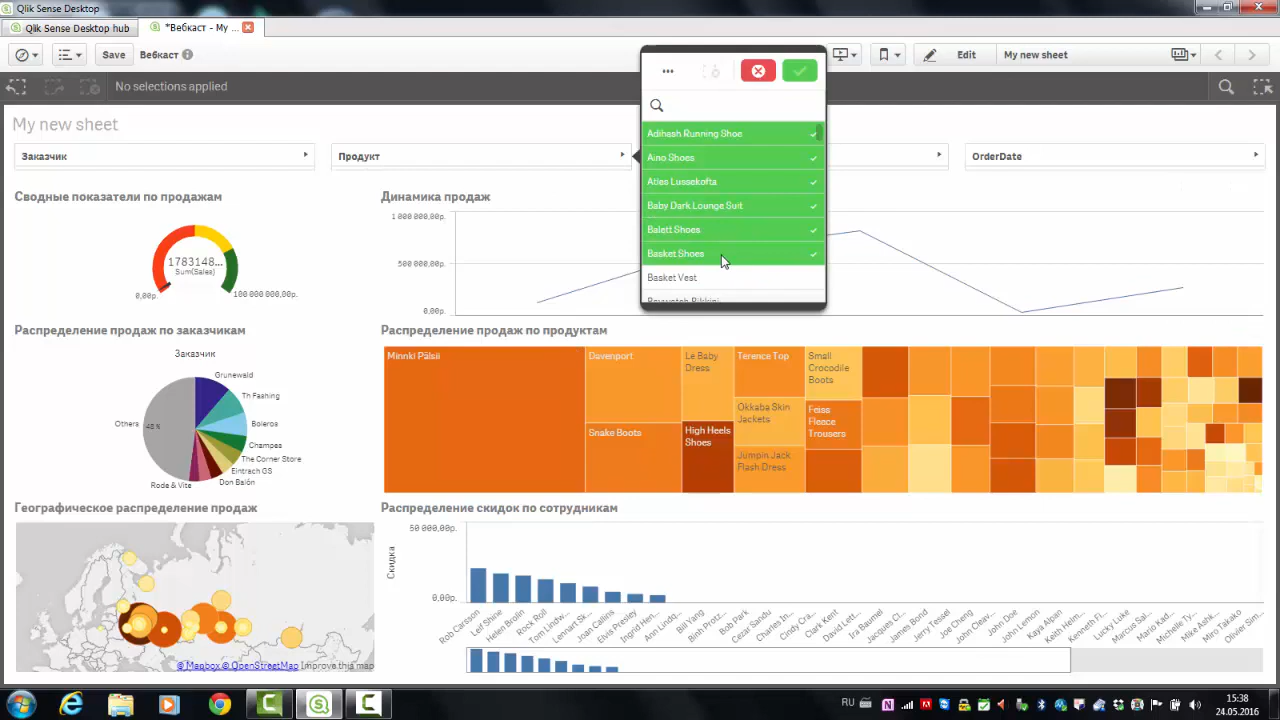 Qlik Sense Desktop
Qlik Sense Desktop hub
*Вебкаст - My ...
Save
Вебкаст
Edit
My new sheet
No selections applied
My new sheet
Заказчик
Продукт
OrderDate
Adihash Running Shoe
Aino Shoes
Atles Lussekofta
Baby Dark Lounge Suit
Balett Shoes
Basket Shoes
Basket Vest
Сводные показатели по продажам
1783148...
Sum(Sales)
0,00р.
100 000 000,00р.
Динамика продаж
1 000 000,00р.
500 000,00р.
0.00р.
Распределение продаж по заказчикам
Заказчик
Grunewald
Th Faahing
Boleros
Champes
The Corner Store
Eintrach GS
Don Balón
Rode & Vite
Others
Распределение продаж по продуктам
Minnki Pälsii
Davenport
Snake Boots
Le Baby
Dress
High Heels
Shoes
Terence Top
Okkaba Skin
Jackets
Jumpin Jack
Flash Dress
Small
Crocodile
Boots
Feiss
Fleece
Trousers
Географическое распределение продаж
© Mapbox © OpenStreetMap Improve this map
Распределение скидок по сотрудникам
50 000,00р.
0.00р.
Скидка
Rob Carsson
Leif Shine
Helen Brolin
Rock Roll
Tom Lindw...
Lennart S...
John Callins
Elvis Presley
Ingrid Hen...
Ann Lindq...
Bill Yang
Binh Protz...
Bob Park
Cezar Sandu
Charles In...
Cindy Cra...
Clark Kent
David Lette...
Ira Baumel
Jacques Cl...
James Bond
Jerry Tessel
Joe Cheng
John Cleav...
John Doe
John Lemon
Kaya Alpan
Keith Helm...
Kenneth Fi...
Lucky Luke
Marcus Sal...
Mario Kad...
Michelle Ty...
Mike Ashk...
Miro Takako
Oliver Sim...
RU
15:38
24.05.2016